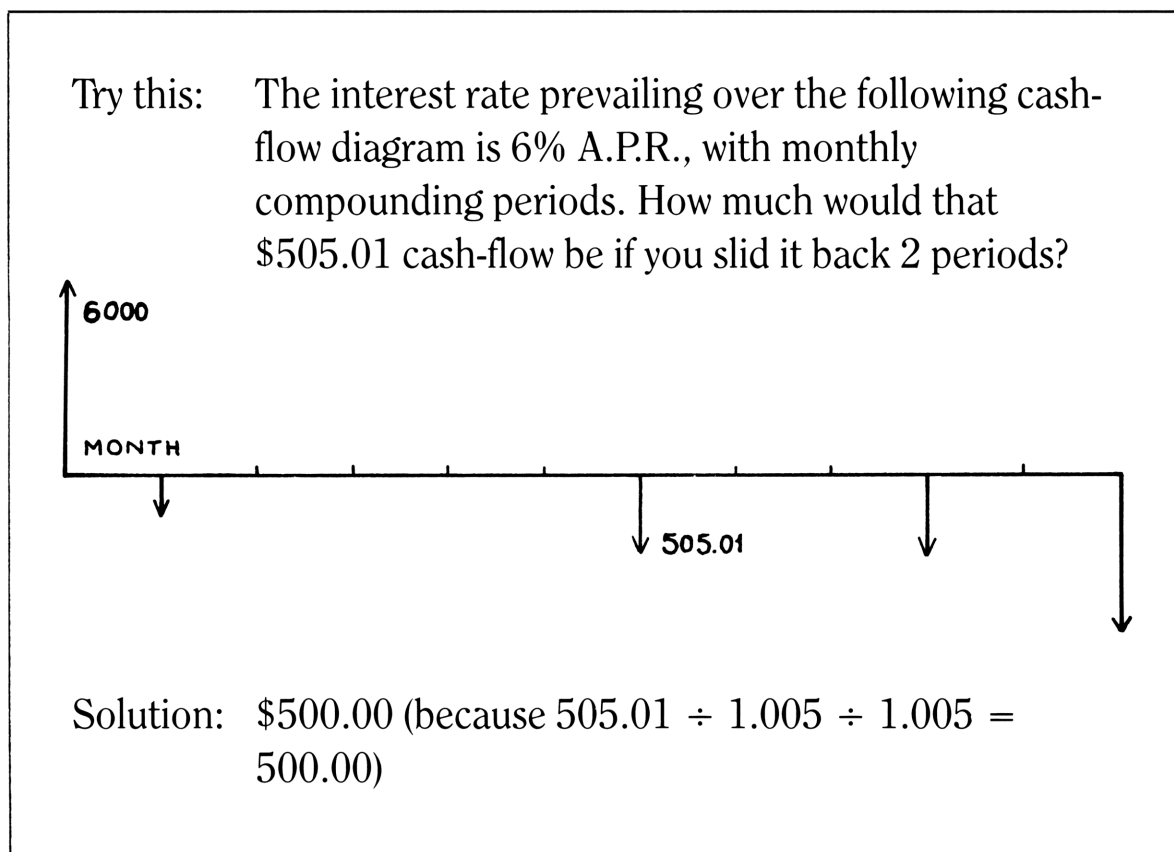 Try this: The interest rate prevailing over the following cash-
flow diagram is 6% A.P.R., with monthly
compounding periods. How much would that
$505.01 cash-flow be if you slid it back 2 periods?
6000
MONTH
505.01
Solution: $500.00 (because 505.01 ÷ 1.005 ÷ 1.005 =
500.00)